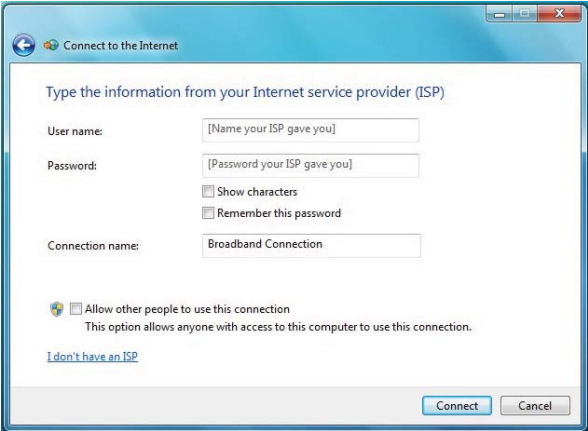 Connect to the Internet
Type the information from your Internet service provider (ISP)
User name: [Name your ISP gave you]
Password: [Password your ISP gave you]
Show characters
Remember this password
Connection name: Broadband Connection
Allow other people to use this connection
This option allows anyone with access to this computer to use this connection.
I don't have an ISP
Connect Cancel